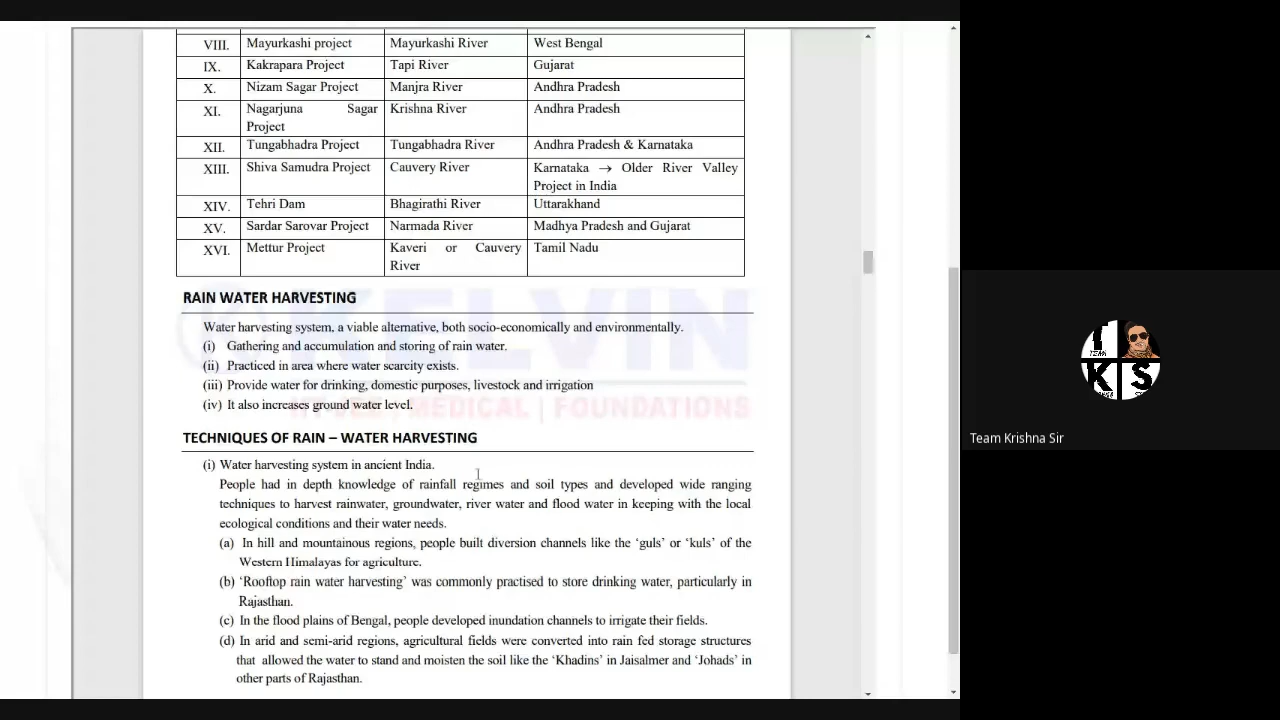 VIII. Mayurkashi project Mayurkashi River West Bengal
IX. Kakrapara Project Tapi River Gujarat
X. Nizam Sagar Project Manjra River Andhra Pradesh
XI. Nagarjuna Sagar Krishna River Andhra Pradesh
Project
XII. Tungabhadra Project Tungabhadra River Andhra Pradesh & Karnataka
XIII. Shiva Samudra Project Cauvery River Karnataka → Older River Valley
Project in India
XIV. Tehri Dam Bhagirathi River Uttarakhand
XV. Sardar Sarovar Project Narmada River Madhya Pradesh and Gujarat
XVI. Mettur Project Kaveri or Cauvery Tamil Nadu
River
KELVIN
RAIN WATER HARVESTING
Water harvesting system, a viable alternative, both socio-economically and environmentally.
(i) Gathering and accumulation and storing of rain water.
(ii) Practiced in area where water scarcity exists.
(iii) Provide water for drinking, domestic purposes, livestock and irrigation
(iv) It also increases ground water level.
MEDICAL | FOUNDATIONS
TECHNIQUES OF RAIN – WATER HARVESTING
(i) Water harvesting system in ancient India.
People had in depth knowledge of rainfall regimes and soil types and developed wide ranging
techniques to harvest rainwater, groundwater, river water and flood water in keeping with the local
ecological conditions and their water needs.
(a) In hill and mountainous regions, people built diversion channels like the ‘guls’ or ‘kuls’ of the
Western Himalayas for agriculture.
(b) ‘Rooftop rain water harvesting’ was commonly practised to store drinking water, particularly in
Rajasthan.
(c) In the flood plains of Bengal, people developed inundation channels to irrigate their fields.
(d) In arid and semi-arid regions, agricultural fields were converted into rain fed storage structures
that allowed the water to stand and moisten the soil like the ‘Khadins’ in Jaisalmer and ‘Johads’ in
other parts of Rajasthan.
T
TEAM
K S
Team Krishna Sir